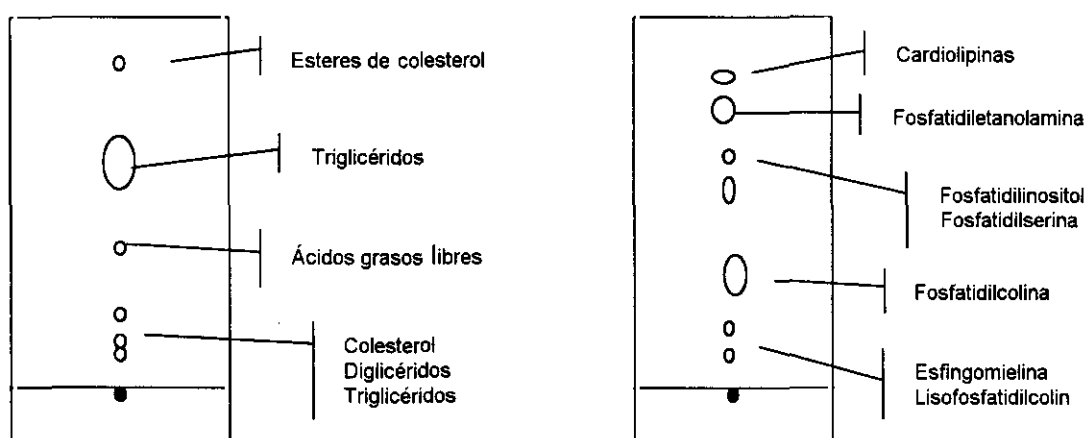 Esteres de colesterol
Triglicéridos
Ácidos grasos libres
Colesterol
Diglicéridos
Triglicéridos
Cardiolipinas
Fosfatidiletanolamina
Fosfatidilinositol
Fosfatidilserina
Fosfatidilcolina
Esfingomielina
Lisofosfatidilcolin